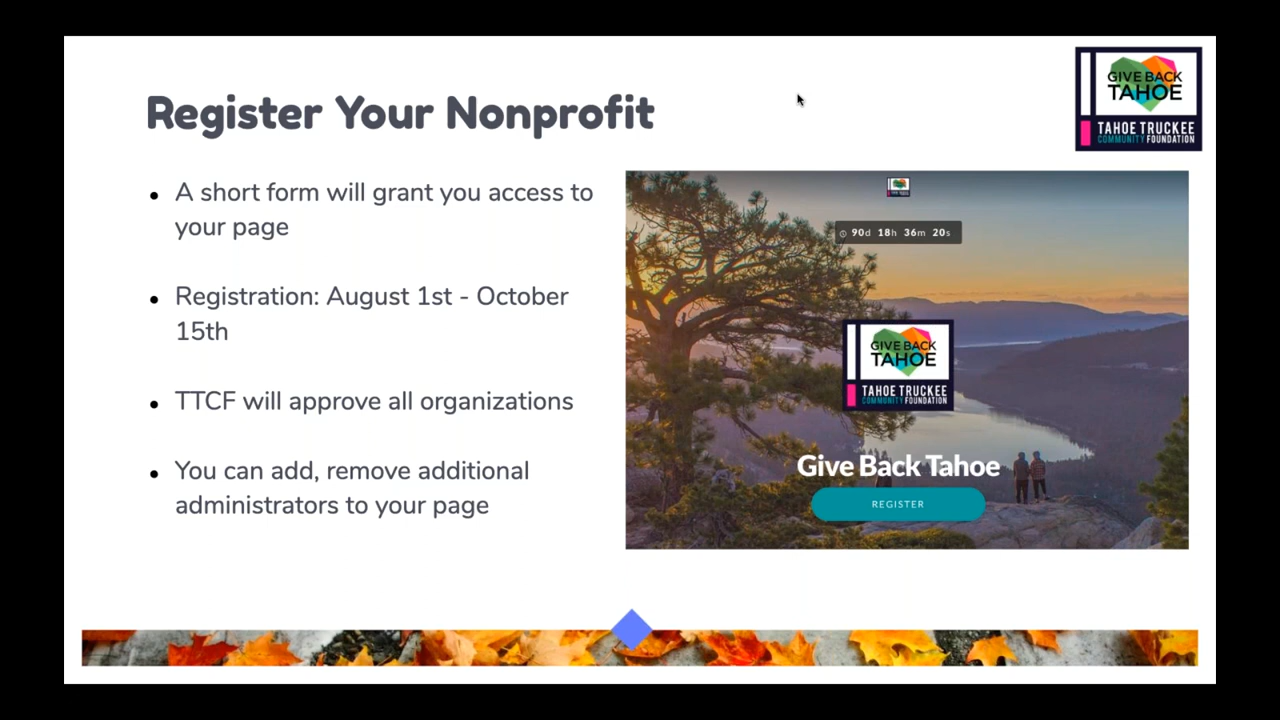 Register Your Nonprofit
GIVE BACK
TAHOE
TAHOE TRUCKEE
COMMUNITY FOUNDATION
A short form will grant you access to
your page
Registration: August 1st - October
15th
TTCF will approve all organizations
You can add, remove additional
administrators to your page
90d 18h 36m 20s
GIVE BACK
TAHOE
TAHOE TRUCKEE
COMMUNITY FOUNDATION
Give Back Tahoe
REGISTER